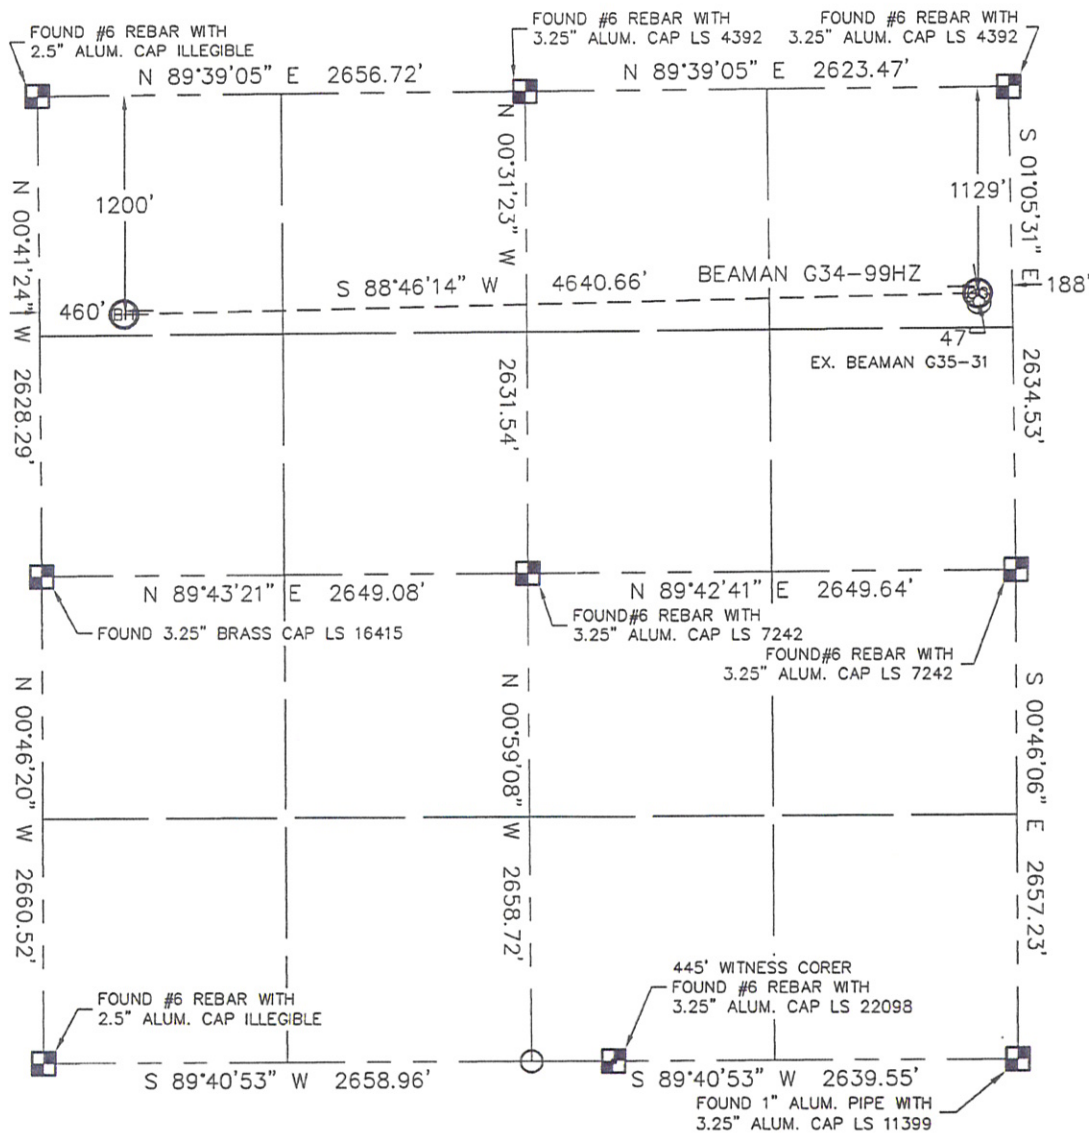 FOUND #6 REBAR WITH
2.5" ALUM. CAP ILLEGIBLE
FOUND #6 REBAR WITH
3.25" ALUM. CAP LS 4392
FOUND #6 REBAR WITH
3.25" ALUM. CAP LS 4392
N 89°39'05" E 2656.72'
N 89°39'05" E 2623.47'
N 00°41'24" W 2628.29'
1200'
N 00°31'23" W 2631.54'
1129'
S 01°05'31" E 2634.53'
188'
460'
BH
S 88°46'14" W 4640.66'
BEAMAN G34-99HZ
47'
EX. BEAMAN G35-31
N 89°43'21" E 2649.08'
N 89°42'41" E 2649.64'
FOUND 3.25" BRASS CAP LS 16415
FOUND#6 REBAR WITH
3.25" ALUM. CAP LS 7242
FOUND#6 REBAR WITH
3.25" ALUM. CAP LS 7242
N 00°46'20" W 2660.52'
N 00°59'08" W 2658.72'
S 00°46'06" E 2657.23'
FOUND #6 REBAR WITH
2.5" ALUM. CAP ILLEGIBLE
445' WITNESS CORER
FOUND #6 REBAR WITH
3.25" ALUM. CAP LS 22098
S 89°40'53" W 2658.96'
S 89°40'53" W 2639.55'
FOUND 1" ALUM. PIPE WITH
3.25" ALUM. CAP LS 11399